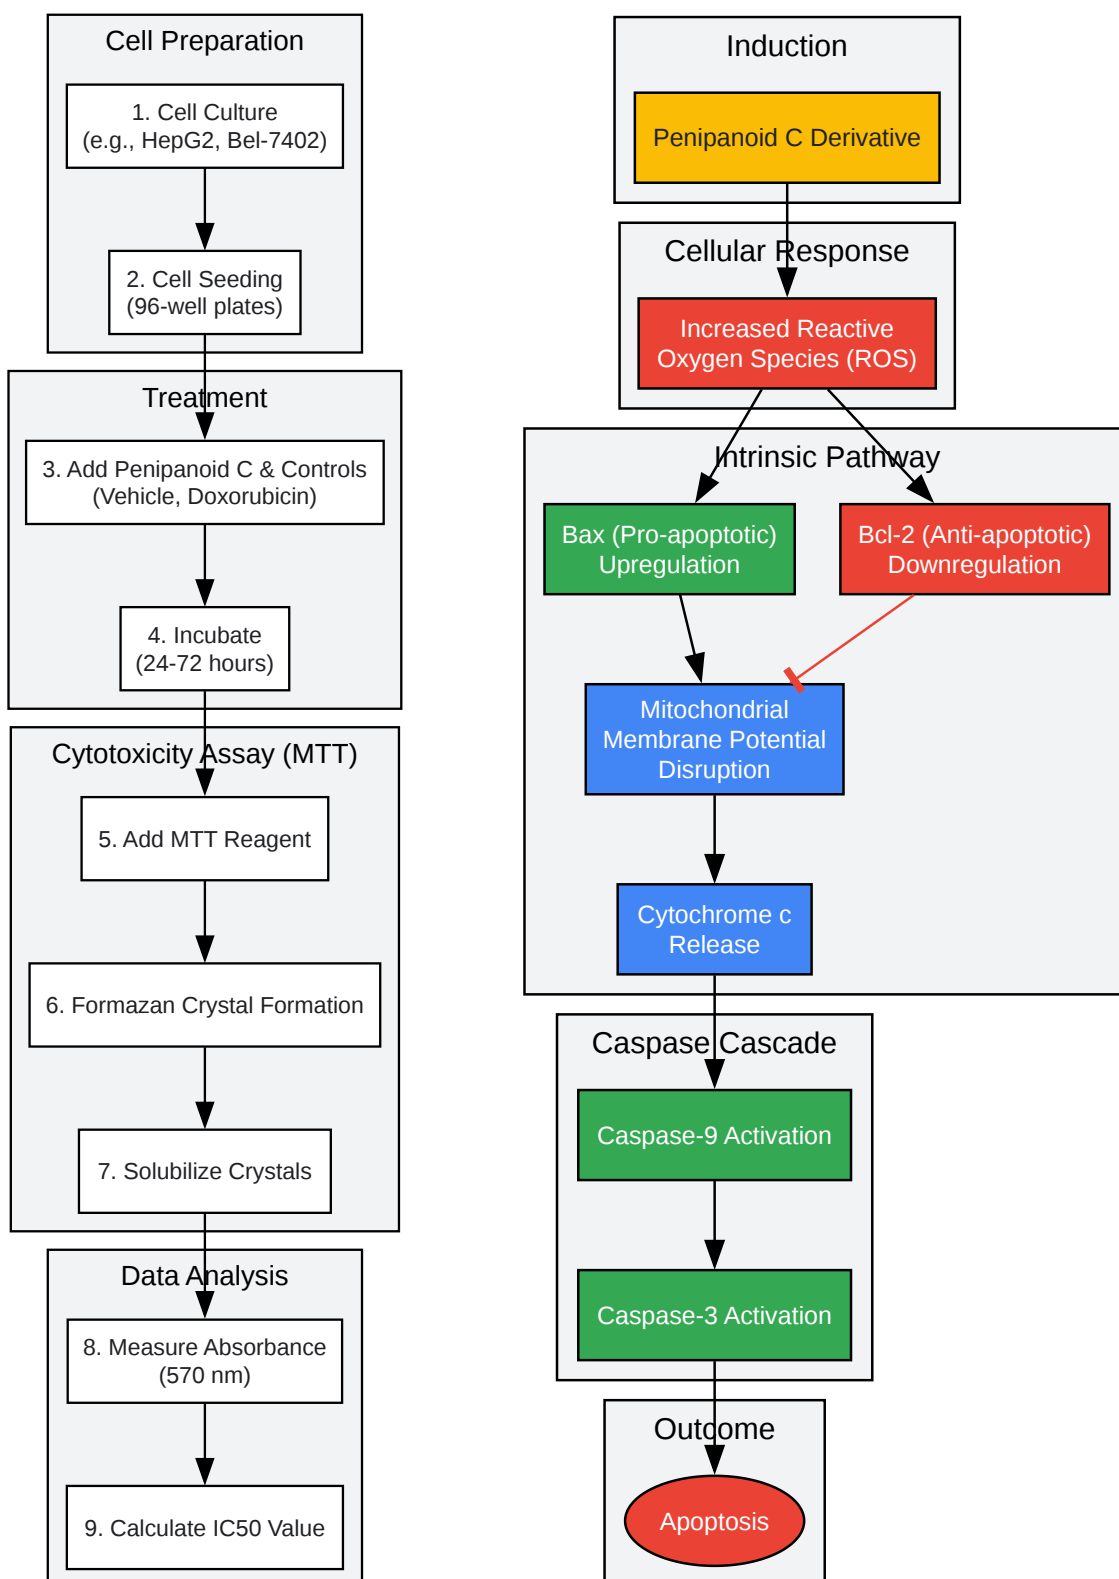 Cell Preparation
1. Cell Culture
(e.g., HepG2, Bel-7402)
2. Cell Seeding
(96-well plates)
Treatment
3. Add Penipanoid C & Controls
(Vehicle, Doxorubicin)
4. Incubate
(24-72 hours)
Cytotoxicity Assay (MTT)
5. Add MTT Reagent
6. Formazan Crystal Formation
7. Solubilize Crystals
Data Analysis
8. Measure Absorbance
(570 nm)
9. Calculate IC50 Value
Induction
Penipanoid C Derivative
Cellular Response
Increased Reactive
Oxygen Species (ROS)
Intrinsic Pathway
Bax (Pro-apoptotic)
Upregulation
Bcl-2 (Anti-apoptotic)
Downregulation
Mitochondrial
Membrane Potential
Disruption
Cytochrome c
Release
Caspase Cascade
Caspase-9 Activation
Caspase-3 Activation
Outcome
Apoptosis